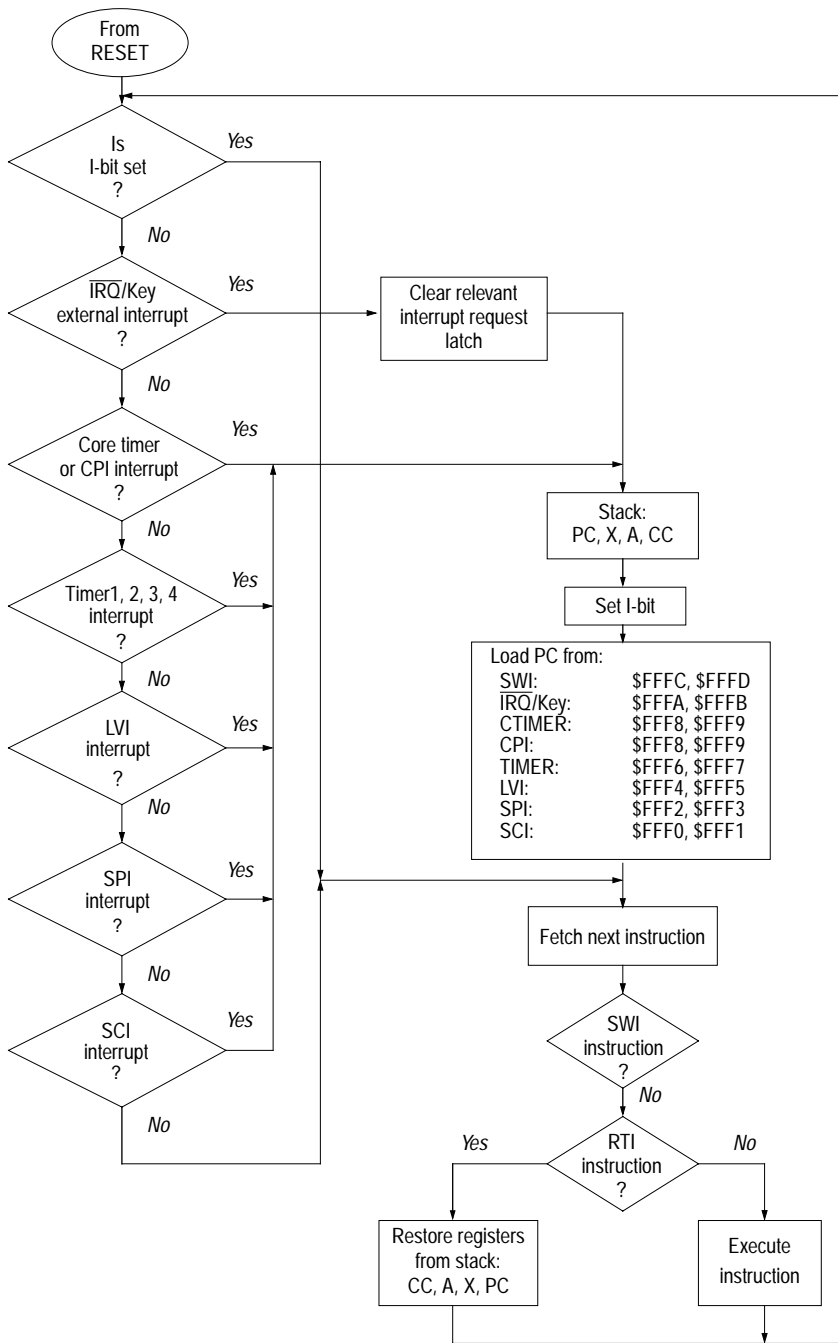 From
RESET
Is
I-bit set
?
Yes
No
IRQ/Key
external interrupt
?
Yes
Clear relevant
interrupt request
latch
No
Core timer
or CPI interrupt
?
Yes
No
Stack:
PC, X, A, CC
Timer1, 2, 3, 4
interrupt
?
Yes
Set I-bit
No
Load PC from:
SWI: $FFFC, $FFFD
IRQ/Key: $FFFA, $FFFB
CTIMER: $FFF8, $FFF9
CPI: $FFF8, $FFF9
TIMER: $FFF6, $FFF7
LVI: $FFF4, $FFF5
SPI: $FFF2, $FFF3
SCI: $FFF0, $FFF1
LVI
interrupt
?
Yes
No
SPI
interrupt
?
Yes
No
Fetch next instruction
SCI
interrupt
?
Yes
No
SWI
instruction
?
No
RTI
instruction
?
Yes
No
Restore registers
from stack:
CC, A, X, PC
Execute
instruction